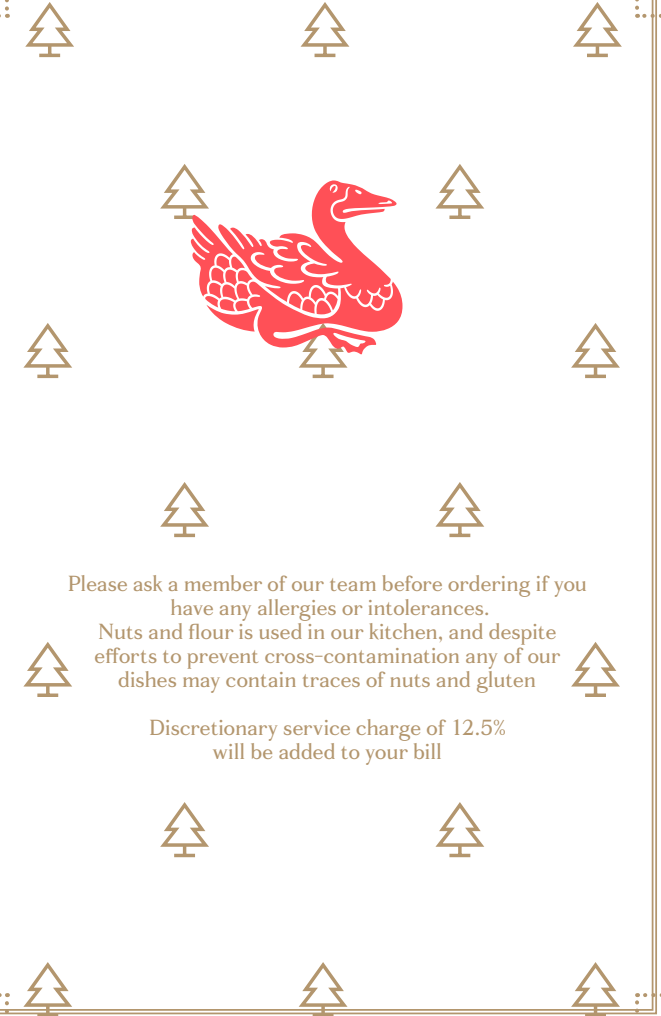 Please ask a member of our team before ordering if you
have any allergies or intolerances.
Nuts and flour is used in our kitchen, and despite
efforts to prevent cross-contamination any of our
dishes may contain traces of nuts and gluten
Discretionary service charge of 12.5%
will be added to your bill